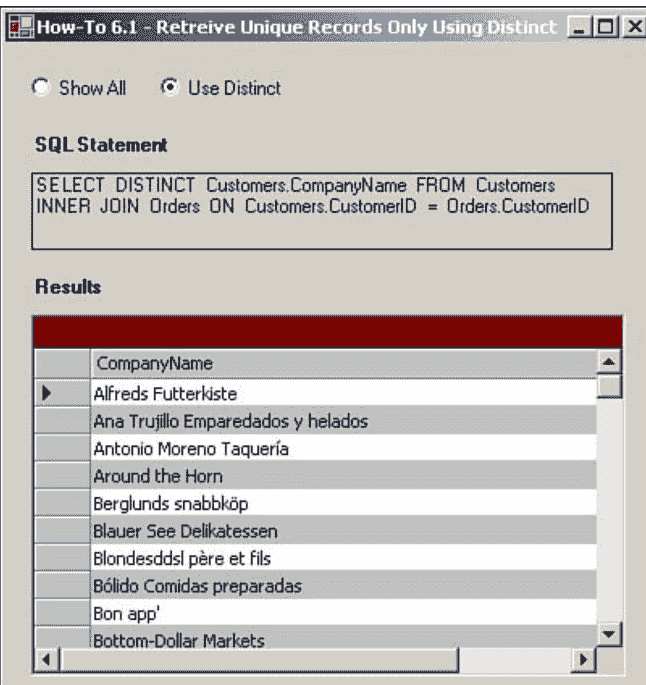 How-To 6.1 - Retreive Unique Records Only Using Distinct
Show All Use Distinct
SQL Statement
SELECT DISTINCT Customers.CompanyName FROM Customers
INNER JOIN Orders ON Customers.CustomerID = Orders.CustomerID
Results
CompanyName
Alfreds Futterkiste
Ana Trujillo Emparedados y helados
Antonio Moreno Taquería
Around the Horn
Berglunds snabbköp
Blauer See Delikatessen
Blondesddsl père et fils
Bólido Comidas preparadas
Bon app'
Bottom-Dollar Markets